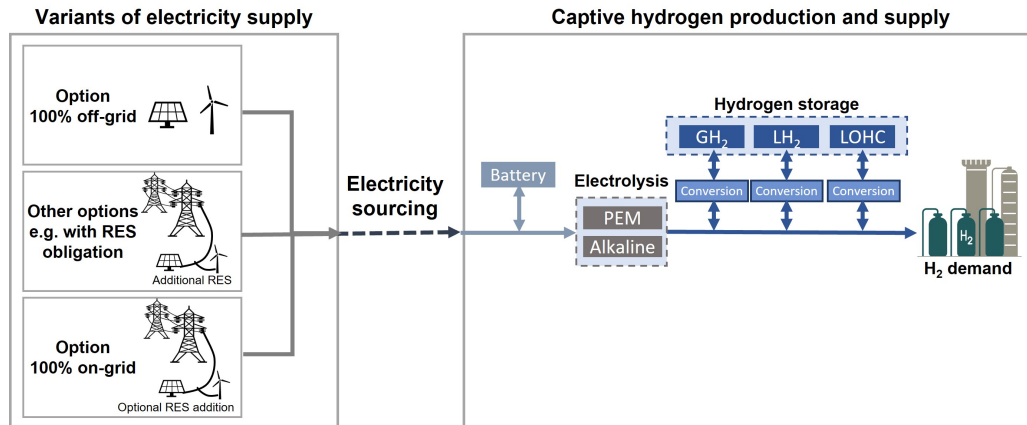 Variants of electricity supply
Option
100% off-grid
Other options
e.g. with RES
obligation
Additional RES
Option
100% on-grid
Optional RES addition
Electricity
sourcing
Captive hydrogen production and supply
Battery
Electrolysis
PEM
Alkaline
Hydrogen storage
GH₂
LH₂
LOHC
Conversion
Conversion
Conversion
H₂
H₂ demand